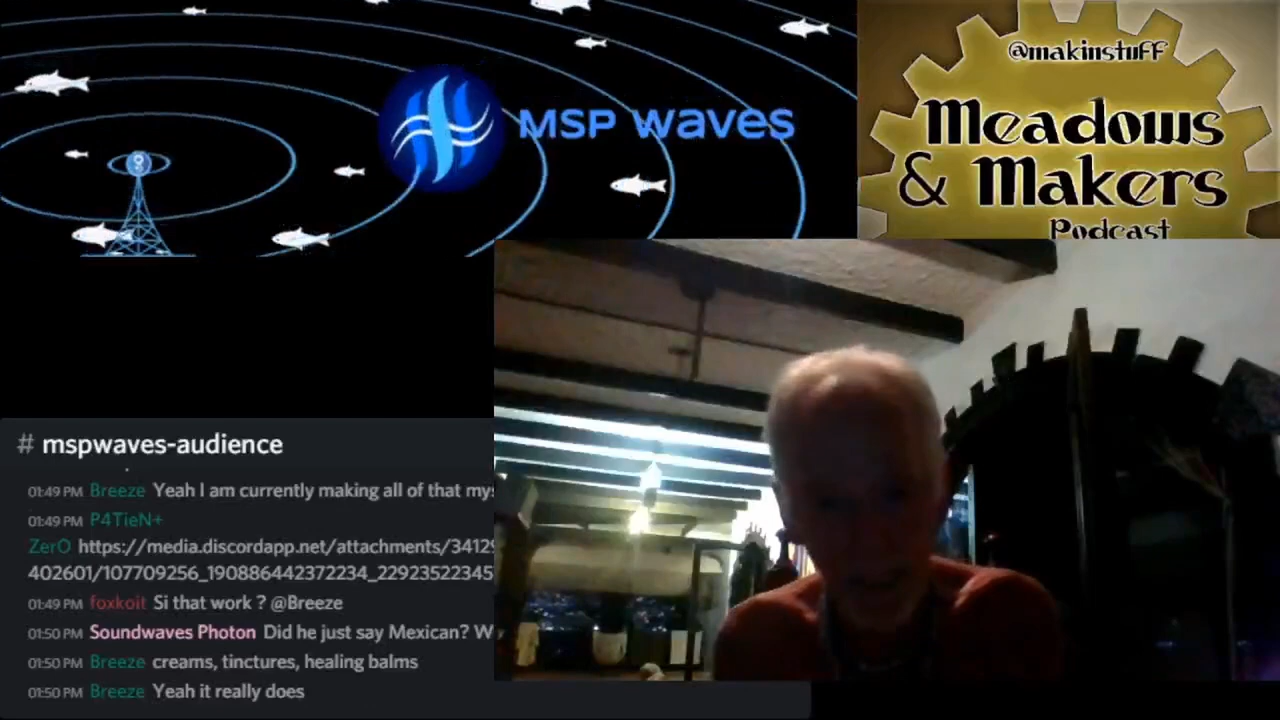 MSP waves
@makinstuff
Meadows
& Makers
Podcast
# mspwaves-audience
01:49 PM Breeze Yeah I am currently making all of that mys
01:49 PM P4TieN+
ZerO https://media.discordapp.net/attachments/34129
402601/107709256_190886442372234_22923522345
01:49 PM foxkoit Si that work ? @Breeze
01:50 PM Soundwaves Photon Did he just say Mexican? W
01:50 PM Breeze creams, tinctures, healing balms
01:50 PM Breeze Yeah it really does